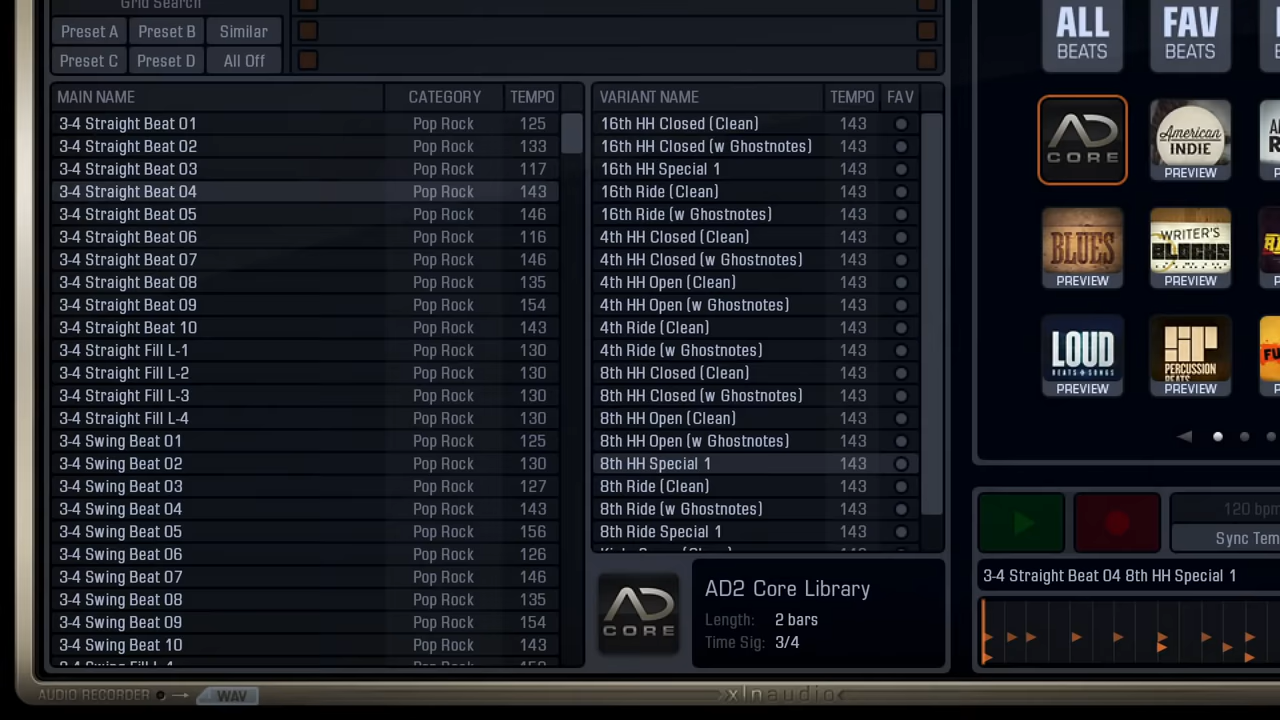 Grid Search
Preset A Preset B Similar
Preset C Preset D All Off
MAIN NAME CATEGORY TEMPO
3-4 Straight Beat 01 Pop Rock 125
3-4 Straight Beat 02 Pop Rock 133
3-4 Straight Beat 03 Pop Rock 117
3-4 Straight Beat 04 Pop Rock 143
3-4 Straight Beat 05 Pop Rock 146
3-4 Straight Beat 06 Pop Rock 116
3-4 Straight Beat 07 Pop Rock 146
3-4 Straight Beat 08 Pop Rock 135
3-4 Straight Beat 09 Pop Rock 154
3-4 Straight Beat 10 Pop Rock 143
3-4 Straight Fill L-1 Pop Rock 130
3-4 Straight Fill L-2 Pop Rock 130
3-4 Straight Fill L-3 Pop Rock 130
3-4 Straight Fill L-4 Pop Rock 130
3-4 Swing Beat 01 Pop Rock 125
3-4 Swing Beat 02 Pop Rock 130
3-4 Swing Beat 03 Pop Rock 127
3-4 Swing Beat 04 Pop Rock 143
3-4 Swing Beat 05 Pop Rock 156
3-4 Swing Beat 06 Pop Rock 126
3-4 Swing Beat 07 Pop Rock 146
3-4 Swing Beat 08 Pop Rock 135
3-4 Swing Beat 09 Pop Rock 154
3-4 Swing Beat 10 Pop Rock 143
VARIANT NAME TEMPO FAV
16th HH Closed (Clean) 143
16th HH Closed (w Ghostnotes) 143
16th HH Special 1 143
16th Ride (Clean) 143
16th Ride (w Ghostnotes) 143
4th HH Closed (Clean) 143
4th HH Closed (w Ghostnotes) 143
4th HH Open (Clean) 143
4th HH Open (w Ghostnotes) 143
4th Ride (Clean) 143
4th Ride (w Ghostnotes) 143
8th HH Closed (Clean) 143
8th HH Closed (w Ghostnotes) 143
8th HH Open (Clean) 143
8th HH Open (w Ghostnotes) 143
8th HH Special 1 143
8th Ride (Clean) 143
8th Ride (w Ghostnotes) 143
8th Ride Special 1 143
AD
CORE
AD2 Core Library
Length: 2 bars
Time Sig: 3/4
ALL
BEATS
FAV
BEATS
AD
CORE
American
INDIE
PREVIEW
BLUES
PREVIEW
WRITER'S
BLOCKS
PREVIEW
LOUD
BEATS + SONGS
PREVIEW
PERCUSSION
BEATS
PREVIEW
120 bpm
Sync Tem
3-4 Straight Beat 04 8th HH Special 1
AUDIO RECORDER WAV
xlnaudio